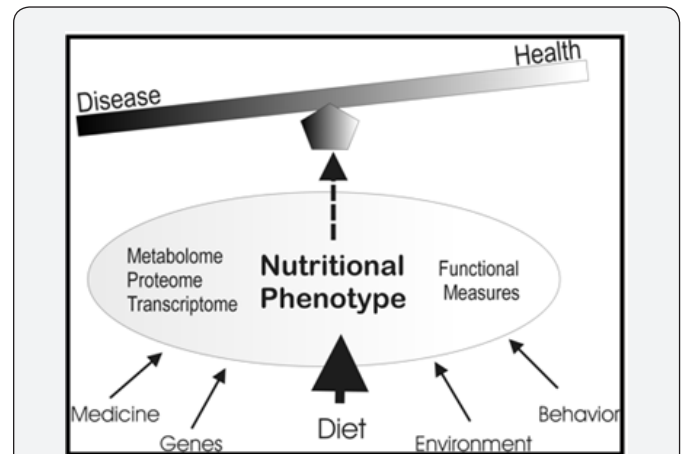 Health
Disease
Metabolome
Proteome
Transcriptome
Nutritional
Phenotype
Functional
Measures
Medicine
Genes
Diet
Environment
Behavior